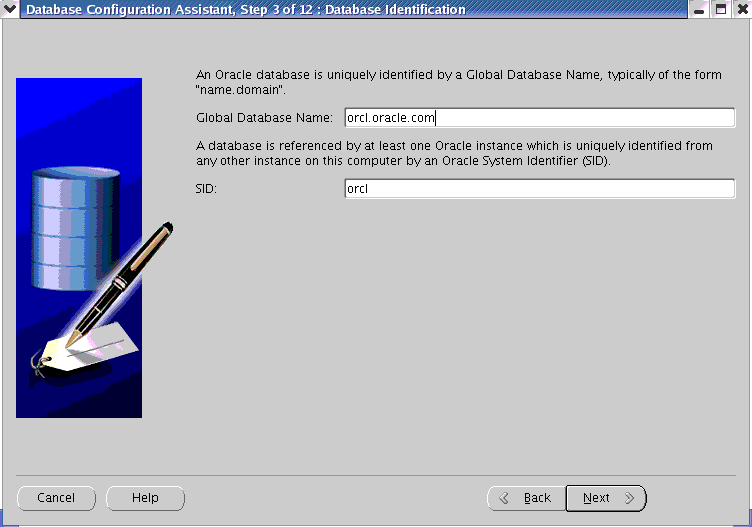 Database Configuration Assistant, Step 3 of 12 : Database Identification
An Oracle database is uniquely identified by a Global Database Name, typically of the form
"name.domain".
Global Database Name: orcl.oracle.com
A database is referenced by at least one Oracle instance which is uniquely identified from
any other instance on this computer by an Oracle System Identifier (SID).
SID: orcl
Cancel Help Back Next